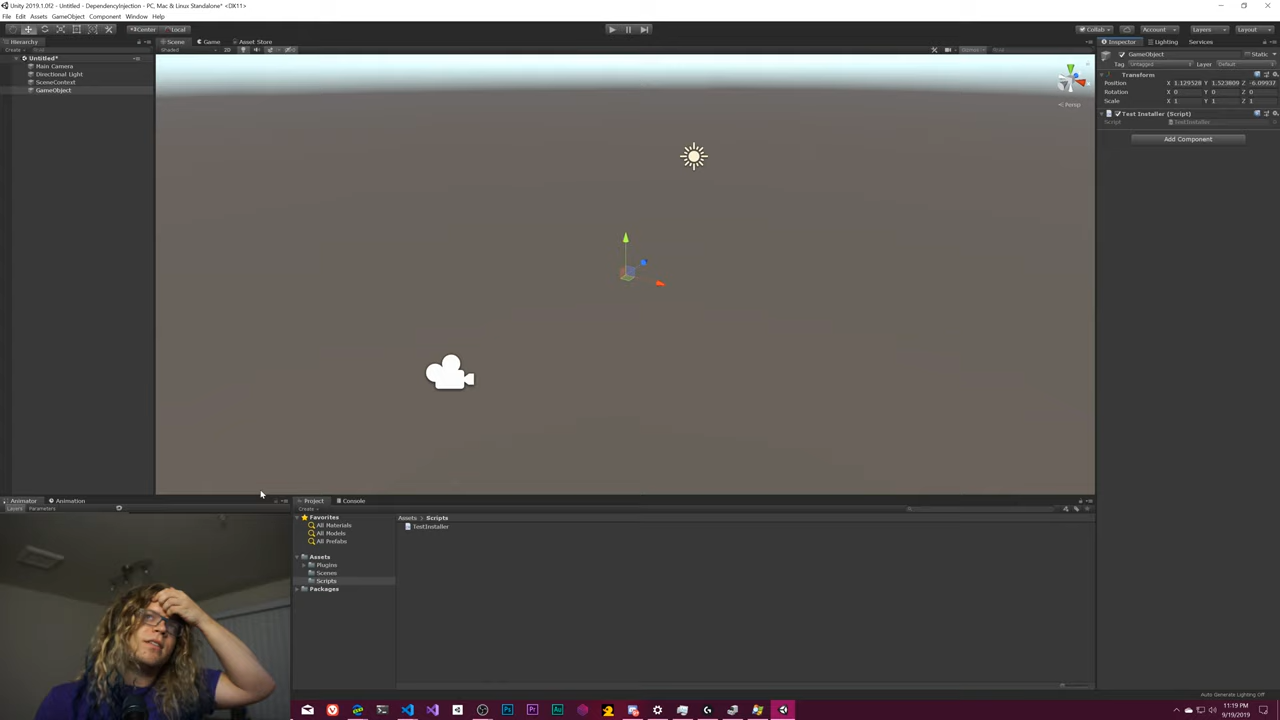 Unity 2019.1.0f2 - Untitled - DependencyInjection - PC, Mac & Linux Standalone* <DX11>
File Edit Assets GameObject Component Window Help
Center Local
Collab Account Layers Layout
Hierarchy
Scene Game Asset Store
Inspector Lighting Services
Create
Shaded 2D
Gizmos
Untitled*
Main Camera
Directional Light
SceneContext
GameObject
Persp
GameObject Static
Tag Untagged Layer Default
Transform
Position X 1.129528 Y 1.523809 Z -6.09937
Rotation X 0 Y 0 Z 0
Scale X 1 Y 1 Z 1
Test Installer (Script)
Script TestInstaller
Add Component
Animator Animation
Layers Parameters
Project Console
Create
Favorites
All Materials
All Models
All Prefabs
Assets
Plugins
Scenes
Scripts
Packages
Assets Scripts
TestInstaller
Auto Generate Lighting Off
11:19 PM
9/19/2019